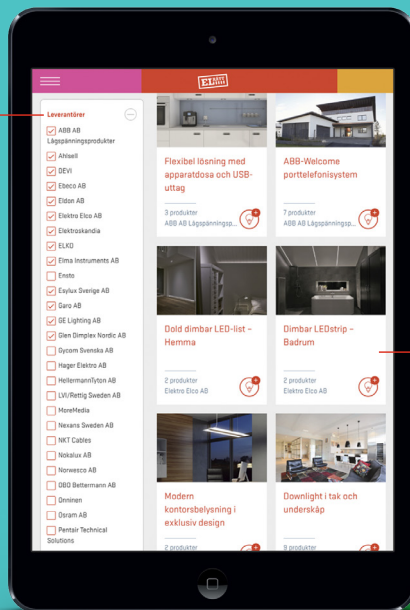 EL APPY
Leverantörer
ABB AB
Lågspänningsprodukter
Ahlsell
DEVI
Ebeco AB
Eldon AB
Elektro Elco AB
Elektroskandia
ELKO
Elma Instruments AB
Ensto
Esylux Sverige AB
Garo AB
GE Lighting AB
Glen Dimplex Nordic AB
Gycom Svenska AB
Hager Elektro AB
HellermannTyton AB
LVI/Rettig Sweden AB
MoreMedia
Nexans Sweden AB
NKT Cables
Nokalux AB
Norwesco AB
OBO Bettermann AB
Onninen
Osram AB
Pentair Technical
Solutions
Flexibel lösning med
apparatdosa och USB-
uttag
3 produkter
ABB AB Lågspänningsp...
ABB-Welcome
porttelefonisystem
7 produkter
ABB AB Lågspänningsp...
Dold dimbar LED-list –
Hemma
2 produkter
Elektro Elco AB
Dimbar LEDstrip –
Badrum
2 produkter
Elektro Elco AB
Modern
kontorsbelysning i
exklusiv design
2 produkter
Downlight i tak och
underskåp
9 produkter